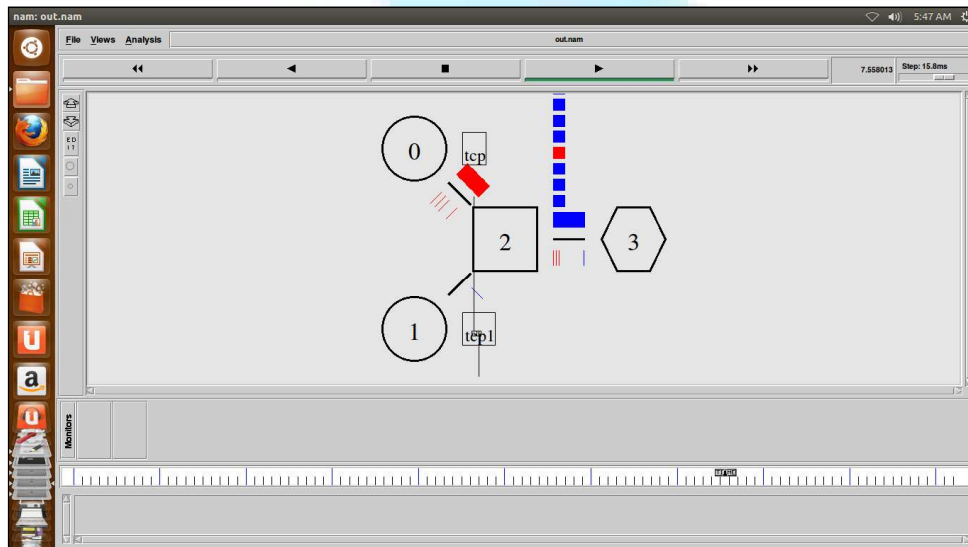 nam: out.nam
5:47 AM
File Views Analysis
out.nam
7.558013
Step: 15.8ms
E D
I T
0
tcp
2
3
1
tcp1
Monitors